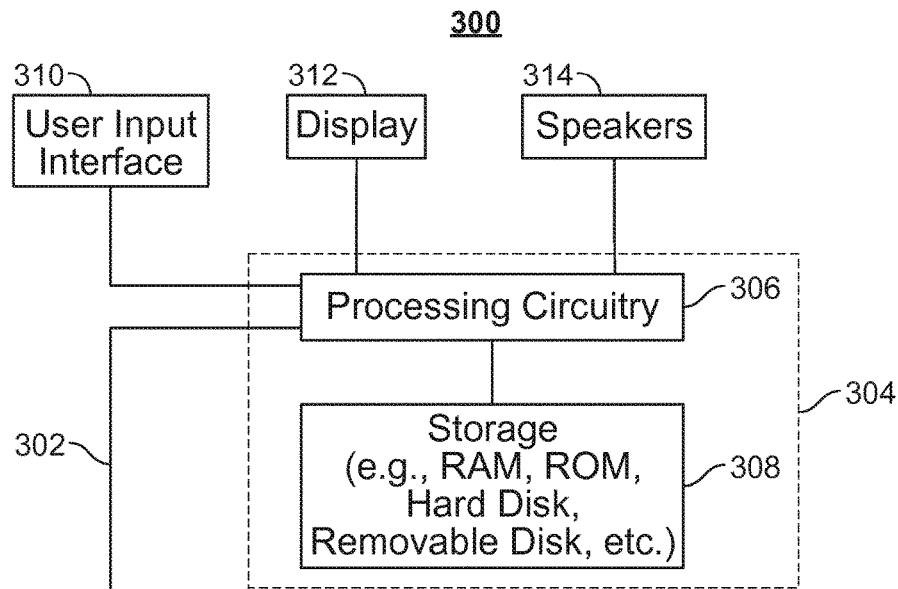 300
310
312
314
User Input
Interface
Display
Speakers
Processing Circuitry
306
304
302
Storage
(e.g., RAM, ROM,
Hard Disk,
Removable Disk, etc.)
308